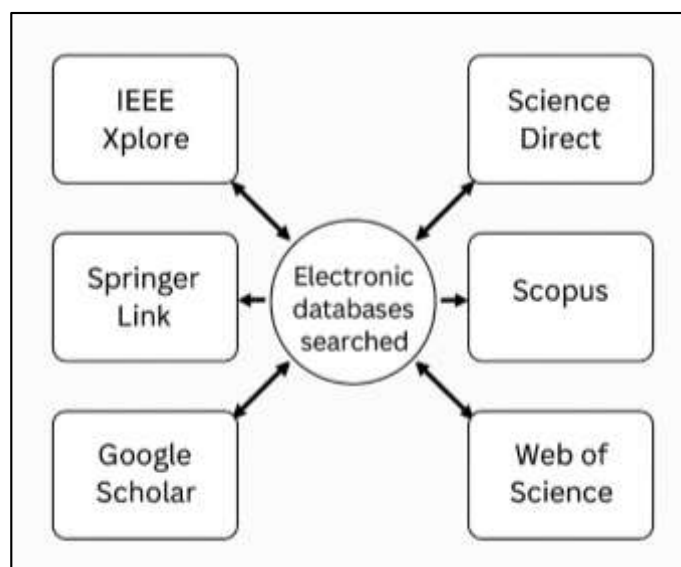 IEEE
Xplore
Science
Direct
Springer
Link
Electronic
databases
searched
Scopus
Google
Scholar
Web of
Science